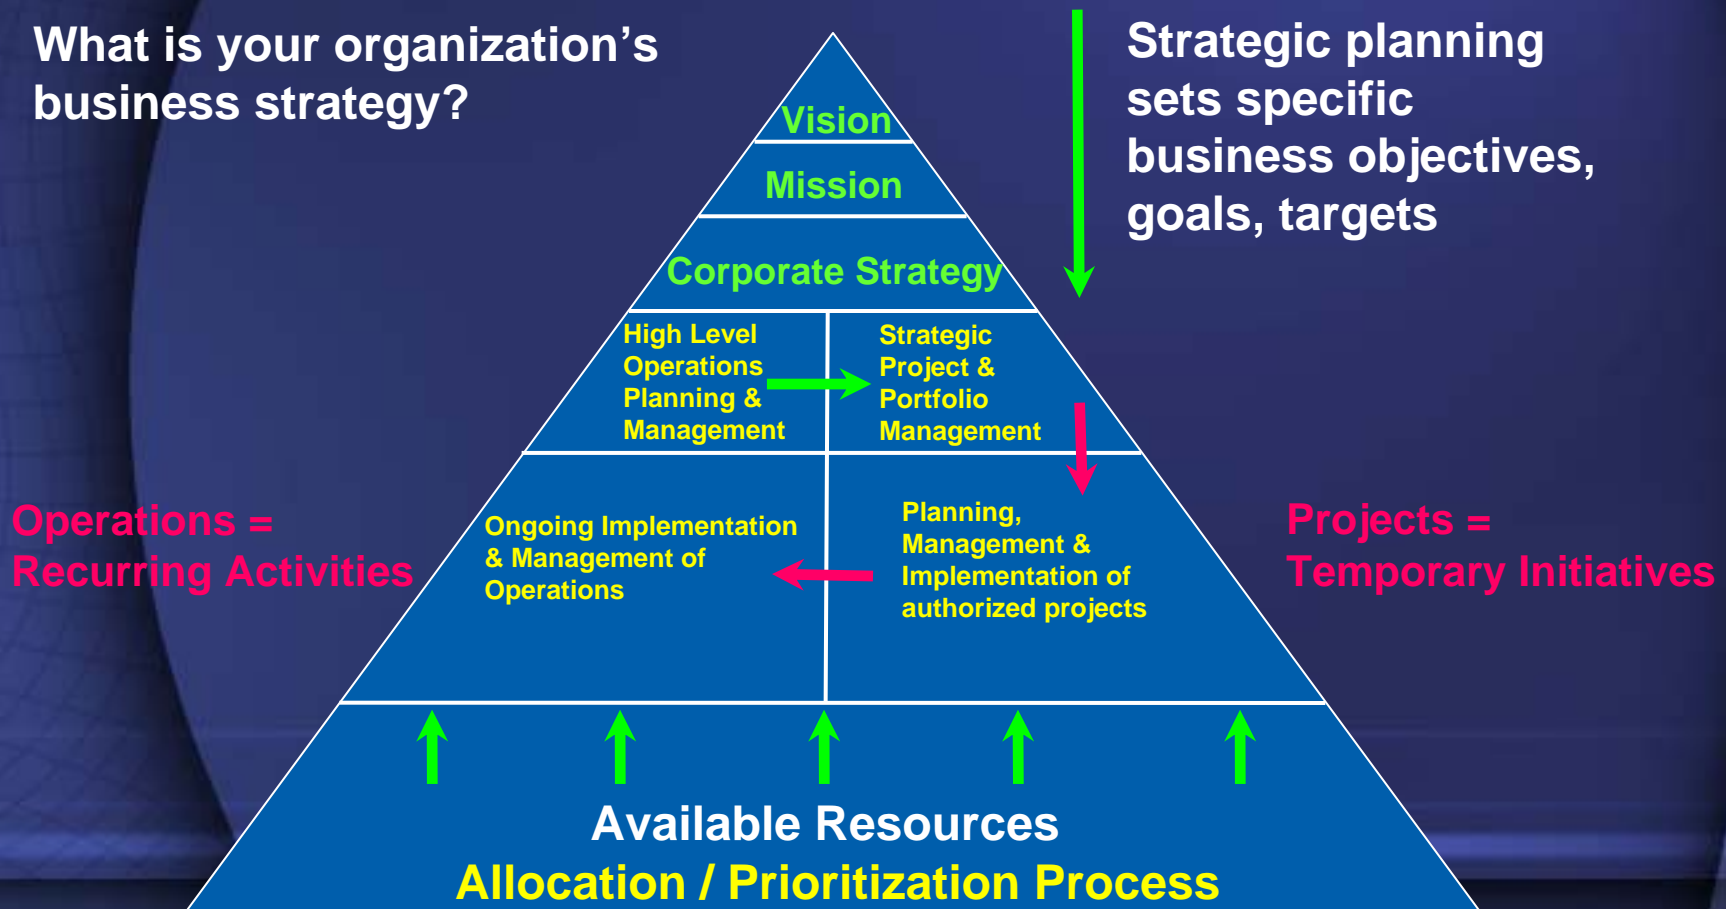 What is your organization’s
business strategy?
Strategic planning
sets specific
business objectives,
goals, targets
Vision
Mission
Corporate Strategy
High Level
Operations
Planning &
Management
Strategic
Project &
Portfolio
Management
Operations =
Recurring Activities
Ongoing Implementation
& Management of
Operations
Planning,
Management &
Implementation of
authorized projects
Projects =
Temporary Initiatives
Available Resources
Allocation / Prioritization Process